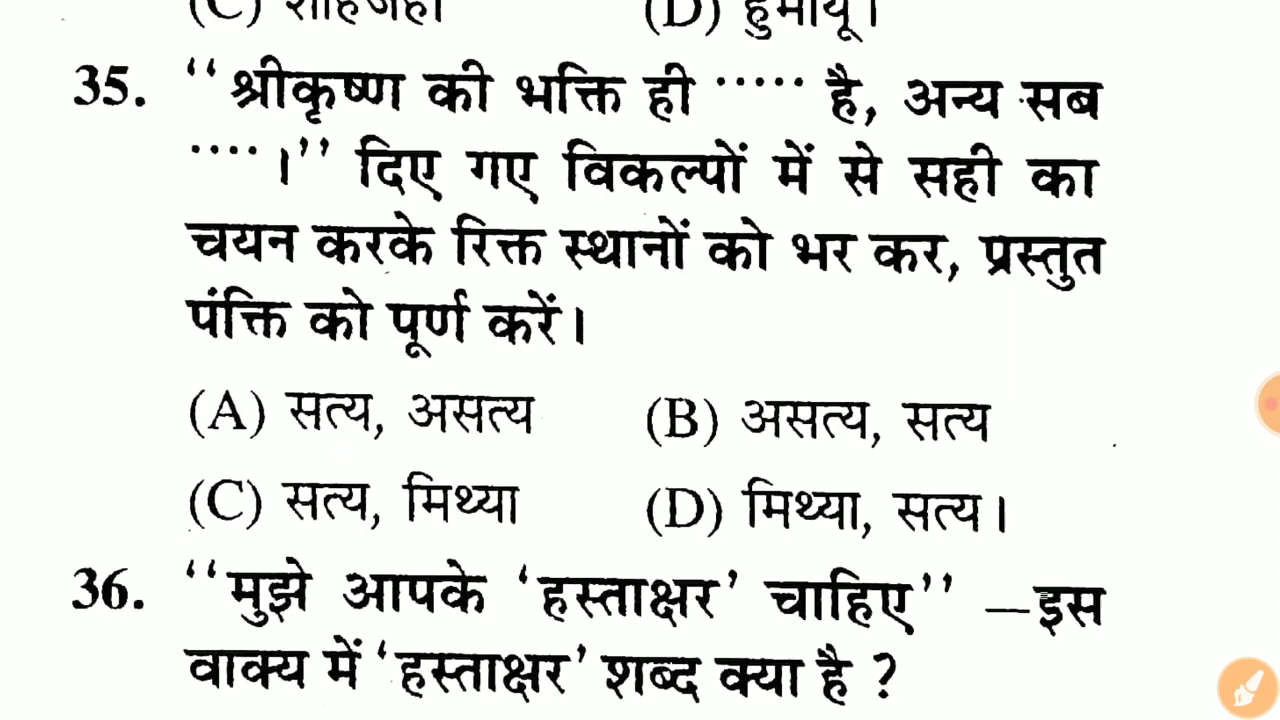 (C) शाहजहाँ (D) हुमायूँ।
35. ‘‘श्रीकृष्ण की भक्ति ही ····· है, अन्य सब
····।’’ दिए गए विकल्पों में से सही का
चयन करके रिक्त स्थानों को भर कर, प्रस्तुत
पंक्ति को पूर्ण करें।
(A) सत्य, असत्य (B) असत्य, सत्य
(C) सत्य, मिथ्या (D) मिथ्या, सत्य।
36. ‘‘मुझे आपके ‘हस्ताक्षर’ चाहिए’’ —इस
वाक्य में ‘हस्ताक्षर’ शब्द क्या है ?